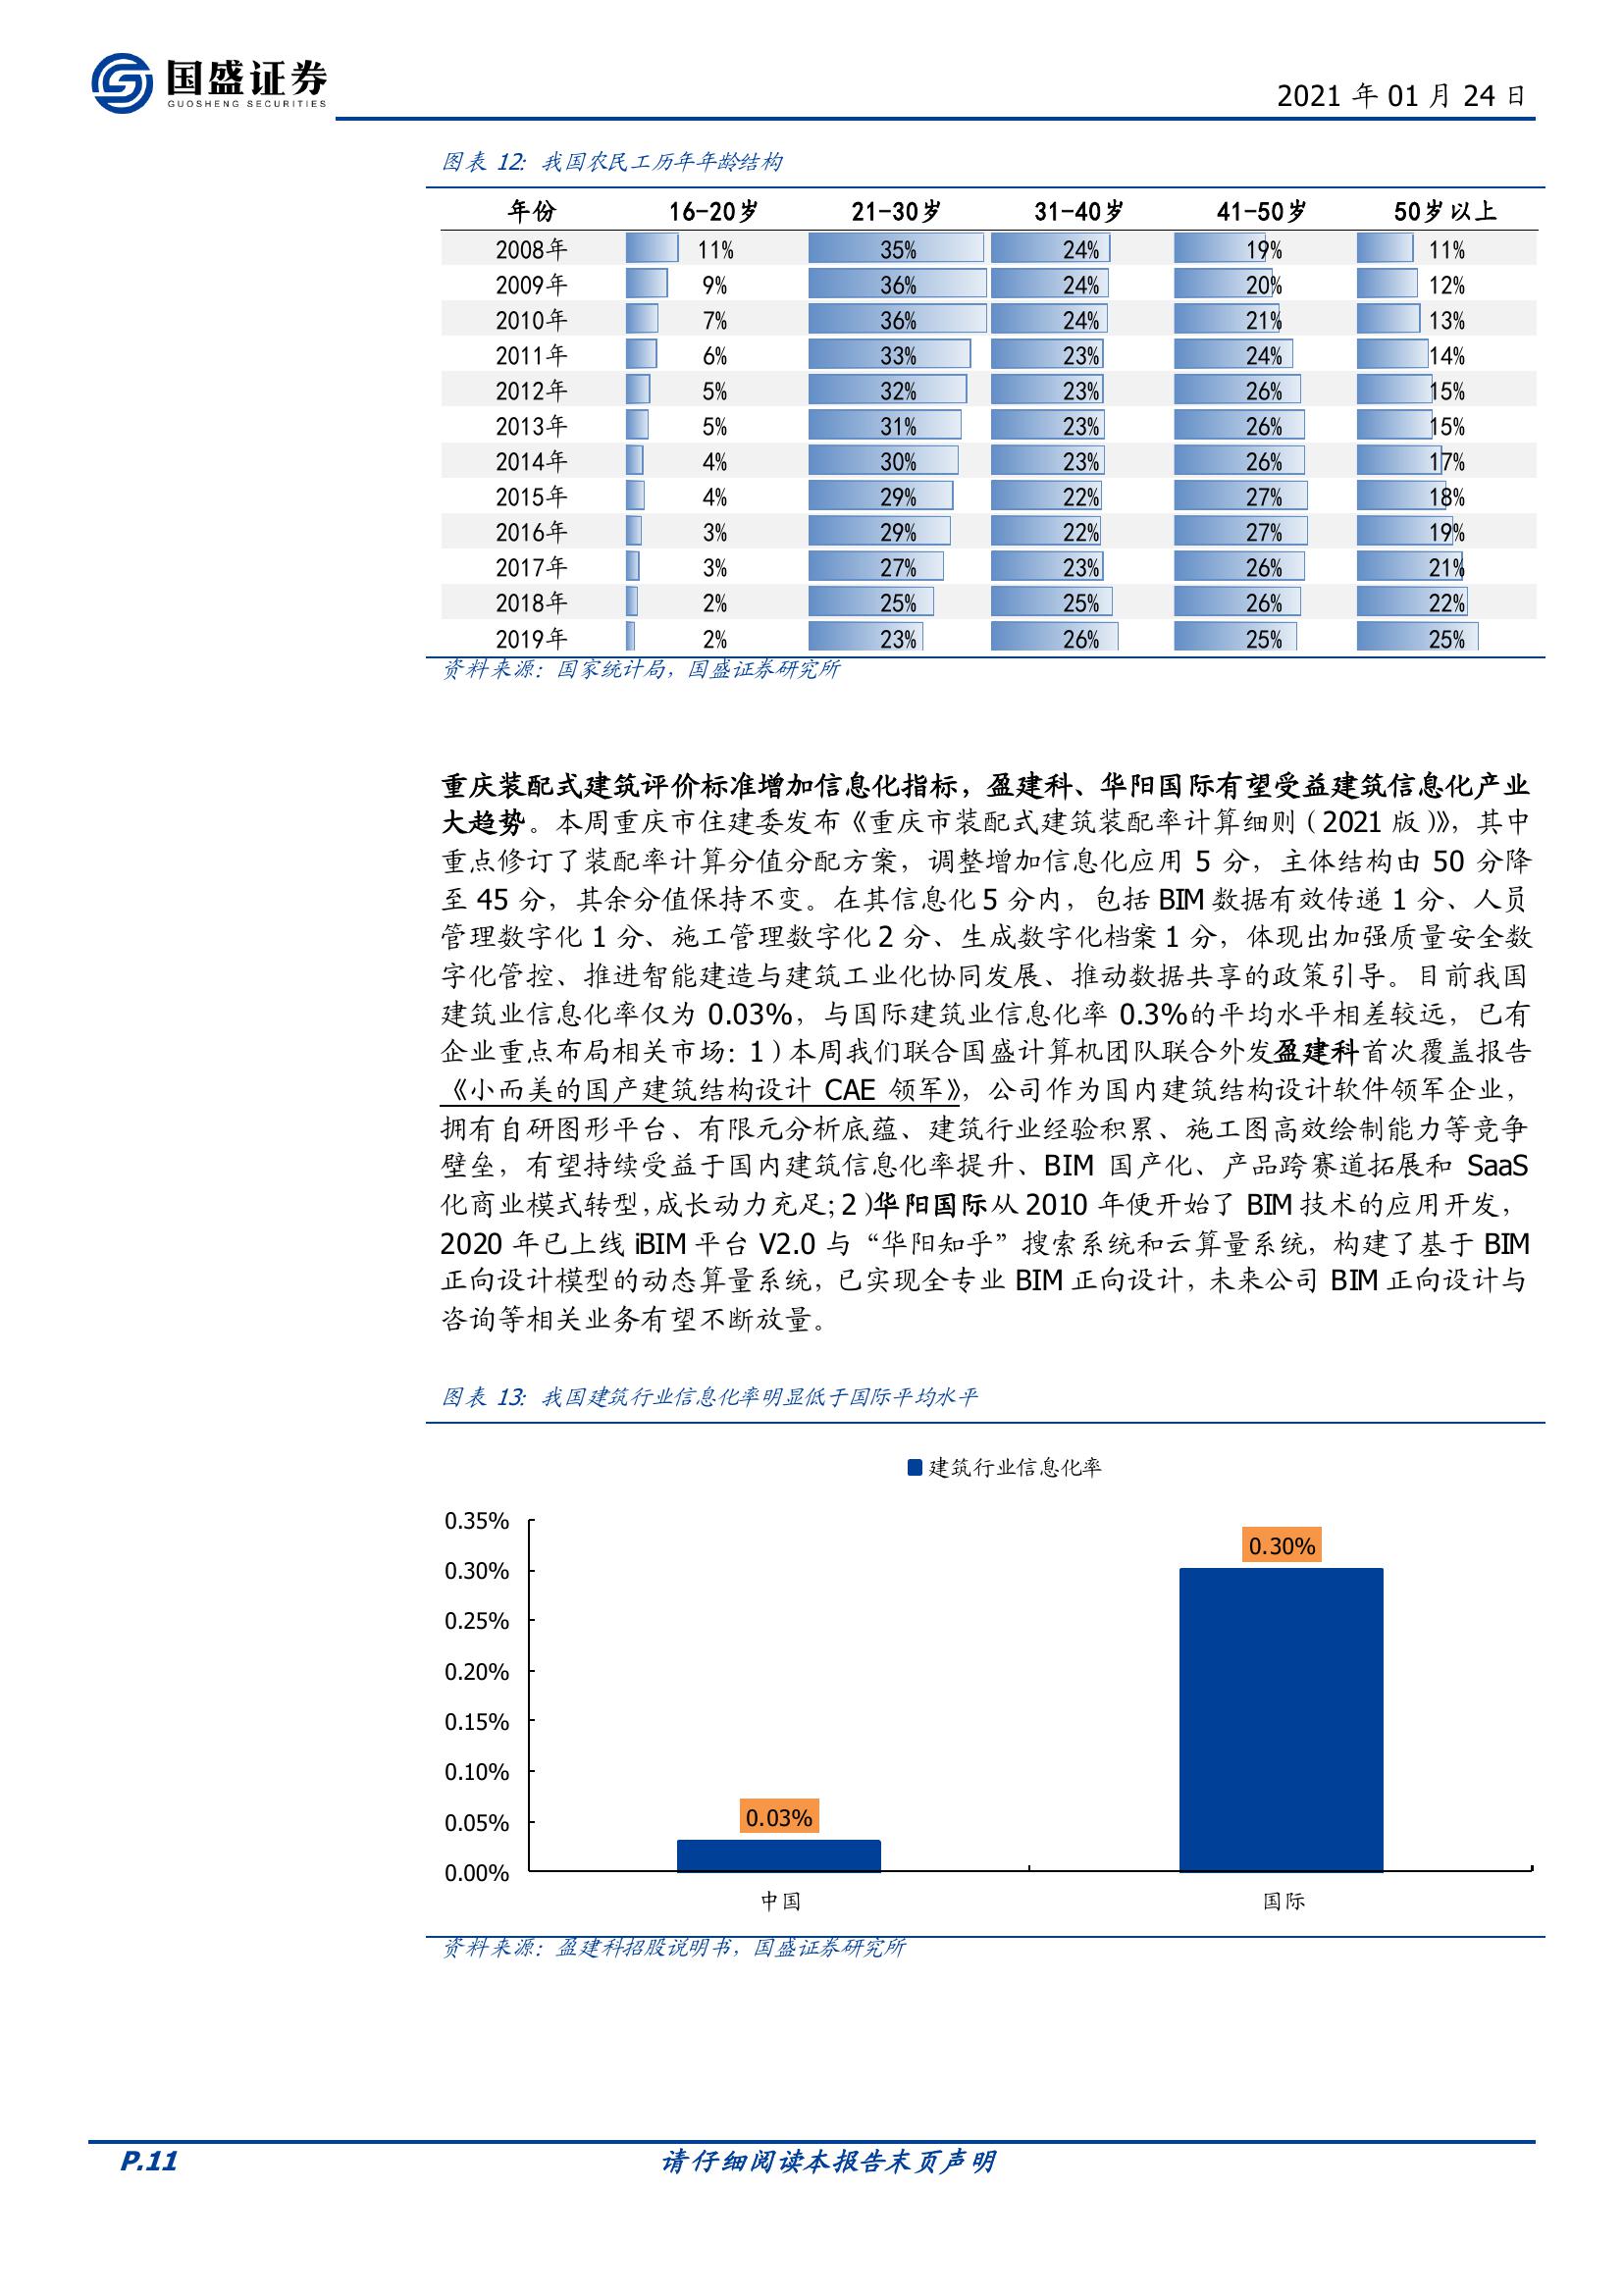 国盛证券
GUOSHENG SECURITIES
2021 年 01 月 24 日
图表 12：我国农民工历年年龄结构
年份 16-20岁 21-30岁 31-40岁 41-50岁 50岁以上
2008年 11% 35% 24% 19% 11%
2009年 9% 36% 24% 20% 12%
2010年 7% 36% 24% 21% 13%
2011年 6% 33% 23% 24% 14%
2012年 5% 32% 23% 26% 15%
2013年 5% 31% 23% 26% 15%
2014年 4% 30% 23% 26% 17%
2015年 4% 29% 22% 27% 18%
2016年 3% 29% 22% 27% 19%
2017年 3% 27% 23% 26% 21%
2018年 2% 25% 25% 26% 22%
2019年 2% 23% 26% 25% 25%
资料来源：国家统计局，国盛证券研究所
重庆装配式建筑评价标准增加信息化指标，盈建科、华阳国际有望受益建筑信息化产业
大趋势。本周重庆市住建委发布《重庆市装配式建筑装配率计算细则（2021 版）》，其中
重点修订了装配率计算分值分配方案，调整增加信息化应用 5 分，主体结构由 50 分降
至 45 分，其余分值保持不变。在其信息化 5 分内，包括 BIM 数据有效传递 1 分、人员
管理数字化 1 分、施工管理数字化 2 分、生成数字化档案 1 分，体现出加强质量安全数
字化管控、推进智能建造与建筑工业化协同发展、推动数据共享的政策引导。目前我国
建筑业信息化率仅为 0.03%，与国际建筑业信息化率 0.3%的平均水平相差较远，已有
企业重点布局相关市场：1）本周我们联合国盛计算机团队联合外发盈建科首次覆盖报告
《小而美的国产建筑结构设计 CAE 领军》，公司作为国内建筑结构设计软件领军企业，
拥有自研图形平台、有限元分析底蕴、建筑行业经验积累、施工图高效绘制能力等竞争
壁垒，有望持续受益于国内建筑信息化率提升、BIM 国产化、产品跨赛道拓展和 SaaS
化商业模式转型，成长动力充足；2）华阳国际从 2010 年便开始了 BIM 技术的应用开发，
2020 年已上线 iBIM 平台 V2.0 与“华阳知乎”搜索系统和云算量系统，构建了基于 BIM
正向设计模型的动态算量系统，已实现全专业 BIM 正向设计，未来公司 BIM 正向设计与
咨询等相关业务有望不断放量。
图表 13：我国建筑行业信息化率明显低于国际平均水平
建筑行业信息化率
0.35%
0.30%
0.25%
0.20%
0.15%
0.10%
0.05%
0.00%
0.03%
0.30%
中国 国际
资料来源：盈建科招股说明书，国盛证券研究所
P.11 请仔细阅读本报告末页声明